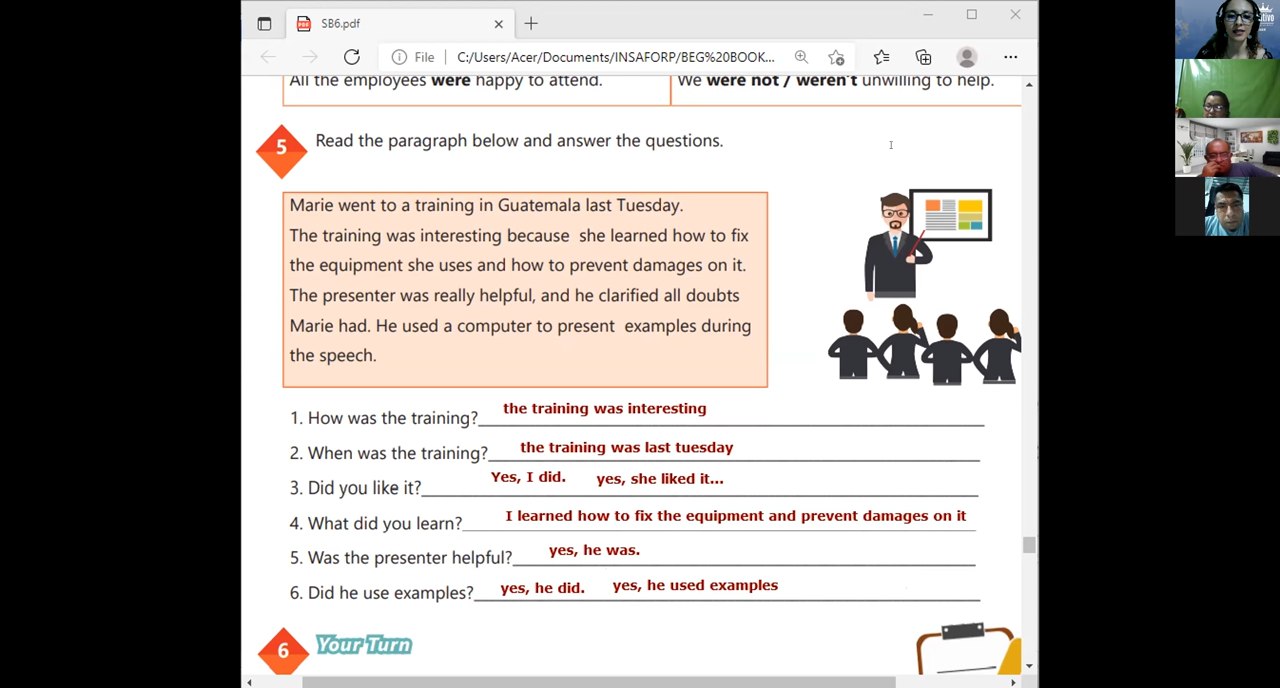 SB6.pdf
File
C:/Users/Acer/Documents/INSAFORP/BEG%20BOOK...
All the employees were happy to attend.
We were not / weren't unwilling to help.
5 Read the paragraph below and answer the questions.
Marie went to a training in Guatemala last Tuesday.
The training was interesting because she learned how to fix
the equipment she uses and how to prevent damages on it.
The presenter was really helpful, and he clarified all doubts
Marie had. He used a computer to present examples during
the speech.
1. How was the training? the training was interesting
2. When was the training? the training was last tuesday
3. Did you like it? Yes, I did. yes, she liked it...
4. What did you learn? I learned how to fix the equipment and prevent damages on it
5. Was the presenter helpful? yes, he was.
6. Did he use examples? yes, he did. yes, he used examples
6 Your Turn